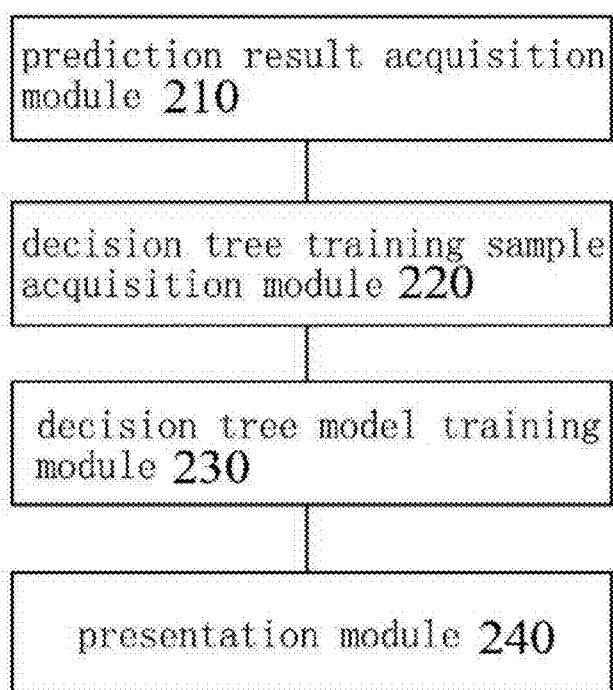 prediction result acquisition
module 210
decision tree training sample
acquisition module 220
decision tree model training
module 230
presentation module 240